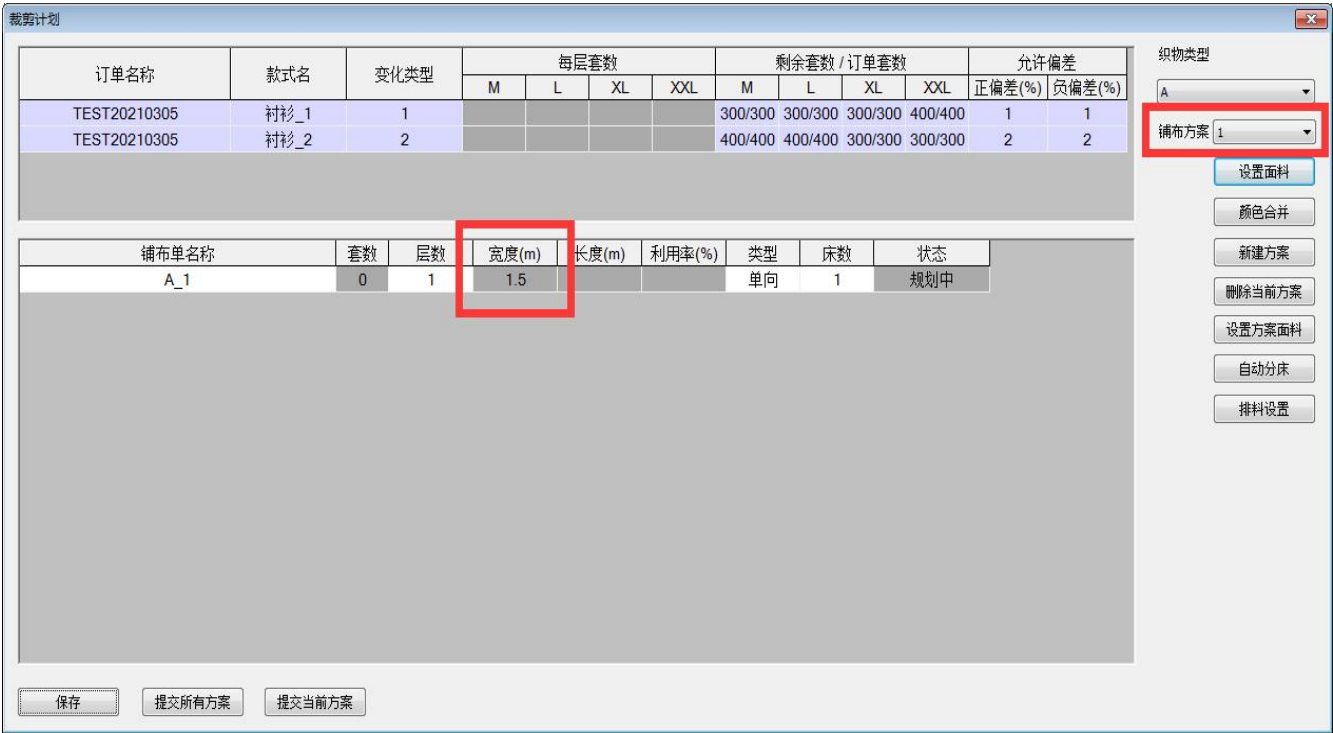 裁剪计划
订单名称 款式名 变化类型 每层套数 剩余套数 / 订单套数 允许偏差
M L XL XXL M L XL XXL 正偏差(%) 负偏差(%)
TEST20210305 衬衫_1 1 300/300 300/300 300/300 400/400 1 1
TEST20210305 衬衫_2 2 400/400 400/400 300/300 300/300 2 2
织物类型
A
铺布方案 1
设置面料
颜色合并
新建方案
删除当前方案
设置方案面料
自动分床
排料设置
铺布单名称 套数 层数 宽度(m) 长度(m) 利用率(%) 类型 床数 状态
A_1 0 1 1.5 单向 1 规划中
保存 提交所有方案 提交当前方案